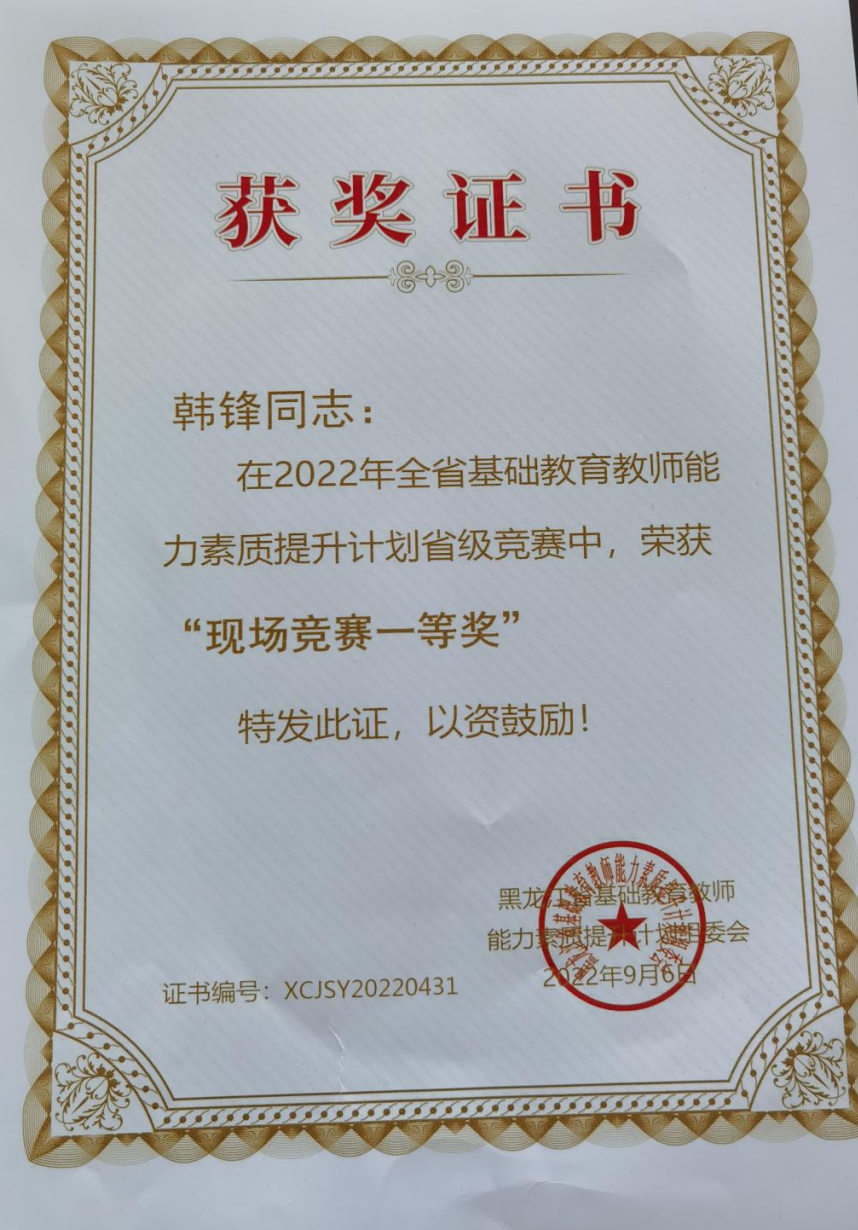 获奖证书
韩锋同志：
在2022年全省基础教育教师能
力素质提升计划省级竞赛中，荣获
“现场竞赛一等奖”
特发此证，以资鼓励！
黑龙江省基础教育教师
能力素质提升计划组委会
2022年9月6日
证书编号：XCJSY20220431